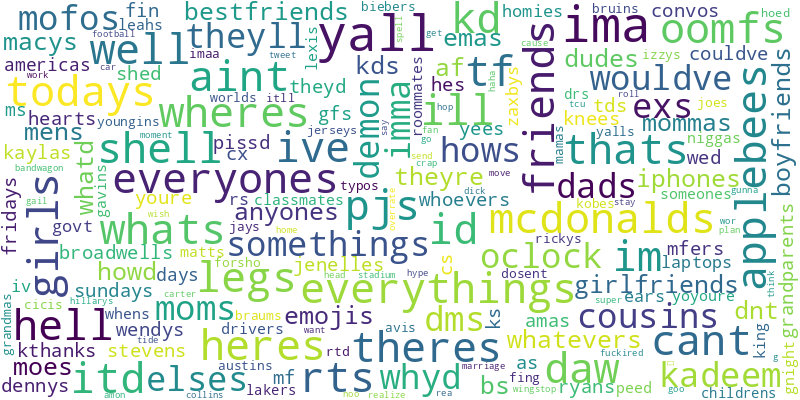 mofos
fin
bestfriends
yall
kd
homies
ima
bruins
convos
oomfs
macys
leahs
well
theyll
lexis
football
biebers
spell
get
emas
dudes
cause
izzys
hoed
couldve
americas
work
shed
car
imaa
aint
kds
tweet
tf
af
wouldve
hes
haha
drs
roll
joes
boyfriends
todays
wheres
worlds
itll
theyd
demon
imma
roommates
ill
zaxbys
friends
tcu
tds
exs
ms
hearts
youngins
gfs
hop
knees
mommas
mens
moment
pissd
jerseys
say
fan
go
yees
hows
yalls
mamas
niggas
applebees
kaylas
whatd
shell
cx
ive
typos
send
crap
theyre
thats
wed
bandwagon
gavins
everyones
dick
move
whoevers
dads
iphones
someones
gunna
gail
youre
rs
classmates
pjs
overrate
kobes
stay
grandparents
fridays
govt
girls
wish
jays
anyones
id
mcdonalds
wor
plan
whats
somethings
home
rickys
mfers
broadwells
matts
oclock
im
laptops
howd
forsho
jenelles
cs
dosent
think
iv
days
legs
head
stadium
hype
everythings
girlfriends
ears
yoyoure
cicis
sundays
carter
super
grandmas
hillarys
whens
moms
braums
emojis
dms
ks
amas
cousins
dnt
hell
wendys
drivers
want
avis
whatevers
king
tide
heres
theres
cant
gnight
kthanks
stevens
rtd
as
fuckired
moes
itd
elses
austins
mf
rts
whyd
bs
fing
daw
kadeem
g
dennys
lakers
marriage
ryans
peed
childrens
amon
collins
hoo
realize
rea
wingstop
goo